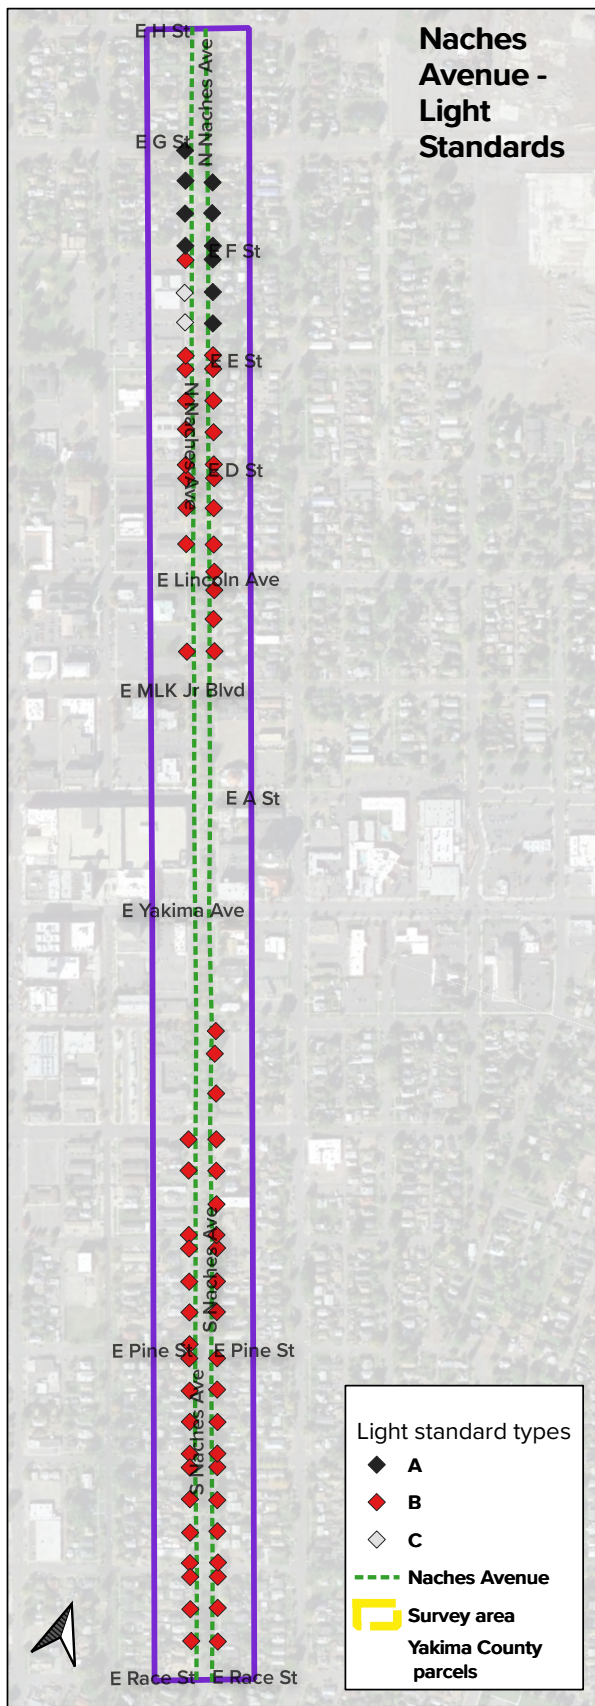 Naches
Avenue -
Light
Standards
E H St
N Naches Ave
E G St
E F St
E E St
N Naches Ave
E D St
E Lincoln Ave
E MLK Jr Blvd
E A St
E Yakima Ave
S Naches Ave
E Pine St
E Pine St
S Naches Ave
E Race St
E Race St
Light standard types
A
B
C
Naches Avenue
Survey area
Yakima County
parcels